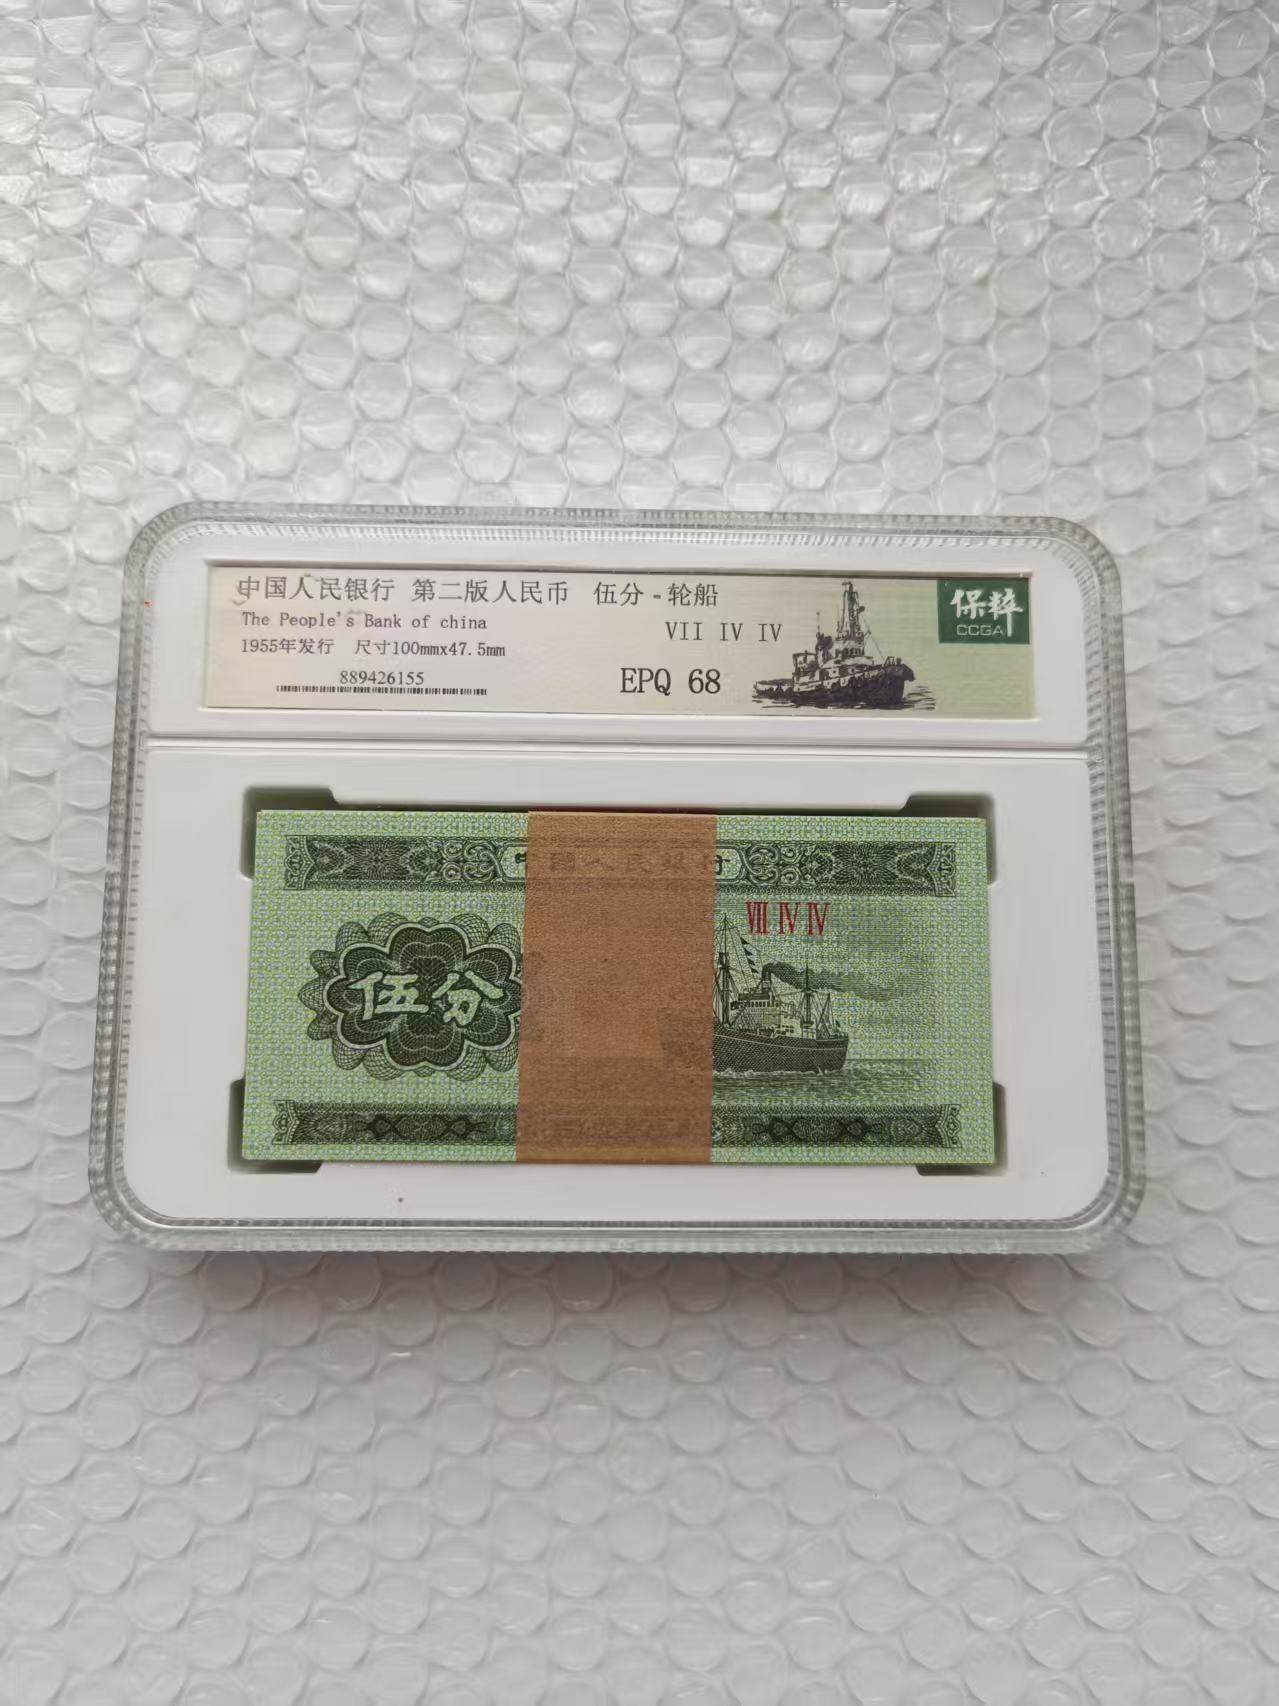 中国人民银行 第二版人民币 伍分-轮船
The People's Bank of china
VII IV IV
1955年发行 尺寸100mmx47.5mm
889426155
EPQ 68
保粹
CCGA
中国人民银行
VII IV IV
伍分